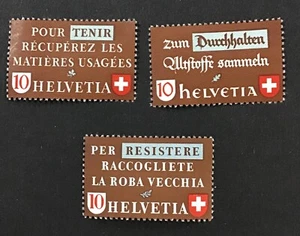 POUR TENIR
RÉCUPÉREZ LES
MATIÈRES USAGÉES
10 HELVETIA
zum Durchhalten
Altstoffe sammeln
10 helvetia
PER RESISTERE
RACCOGLIETE
LA ROBA VECCHIA
10 HELVETIA